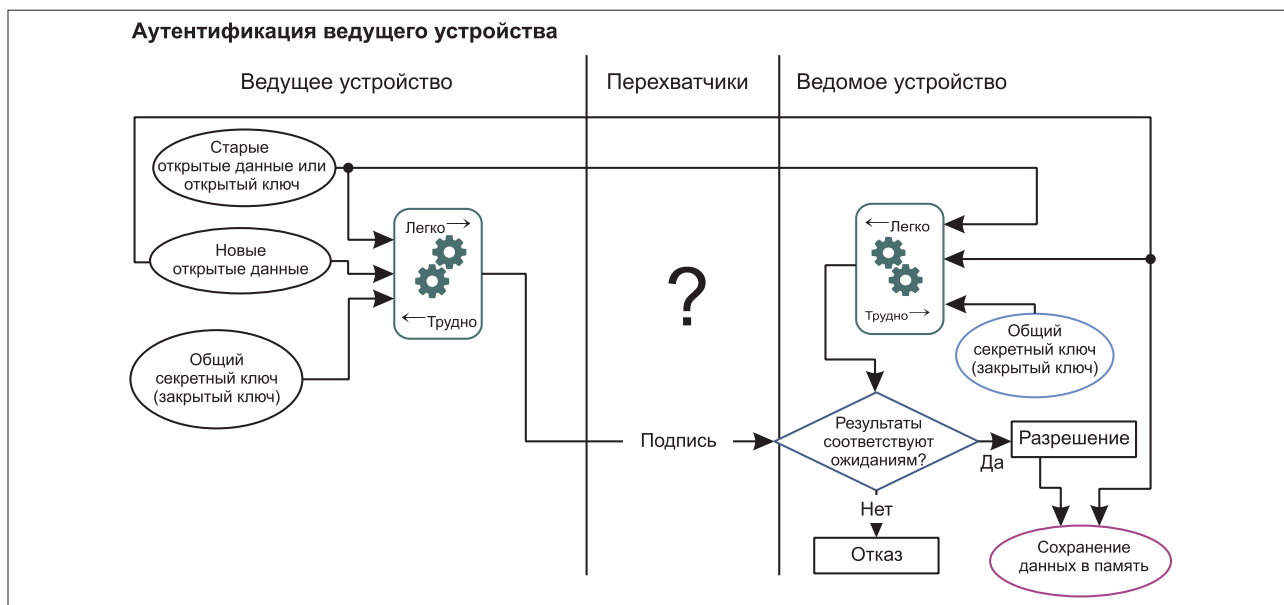 Аутентификация ведущего устройства
Ведущее устройство
Перехватчики
Ведомое устройство
Старые
открытые данные или
открытый ключ
Новые
открытые данные
Общий
секретный ключ
(закрытый ключ)
Легко→
←Трудно
?
←Легко
Трудно→
Общий
секретный ключ
(закрытый ключ)
Подпись
Результаты
соответствуют
ожиданиям?
Да
Разрешение
Нет
Отказ
Сохранение
данных в память